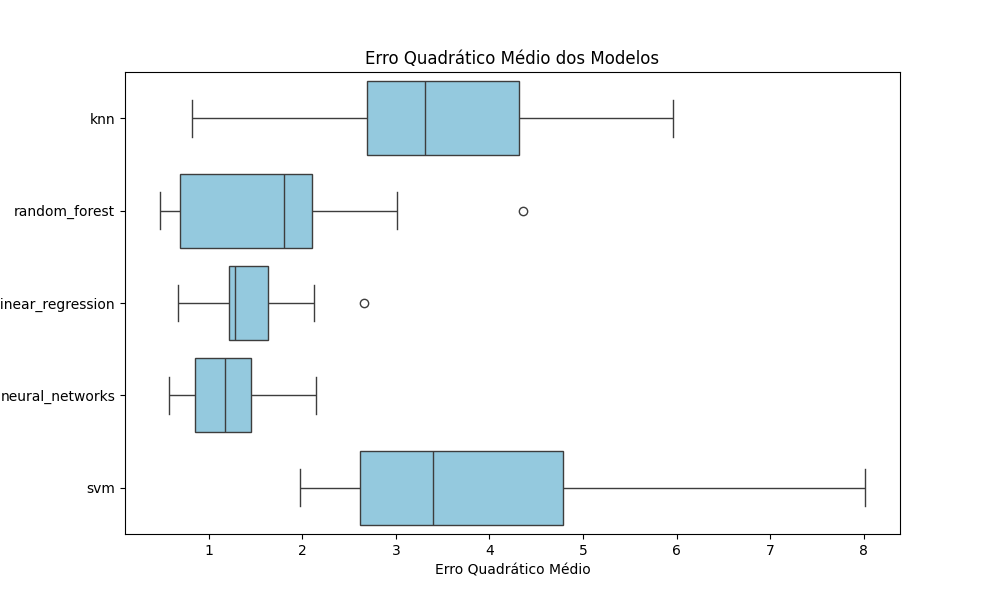 Erro Quadrático Médio dos Modelos
knn
random_forest
inear_regression
neural_networks
svm
1 2 3 4 5 6 7 8
Erro Quadrático Médio